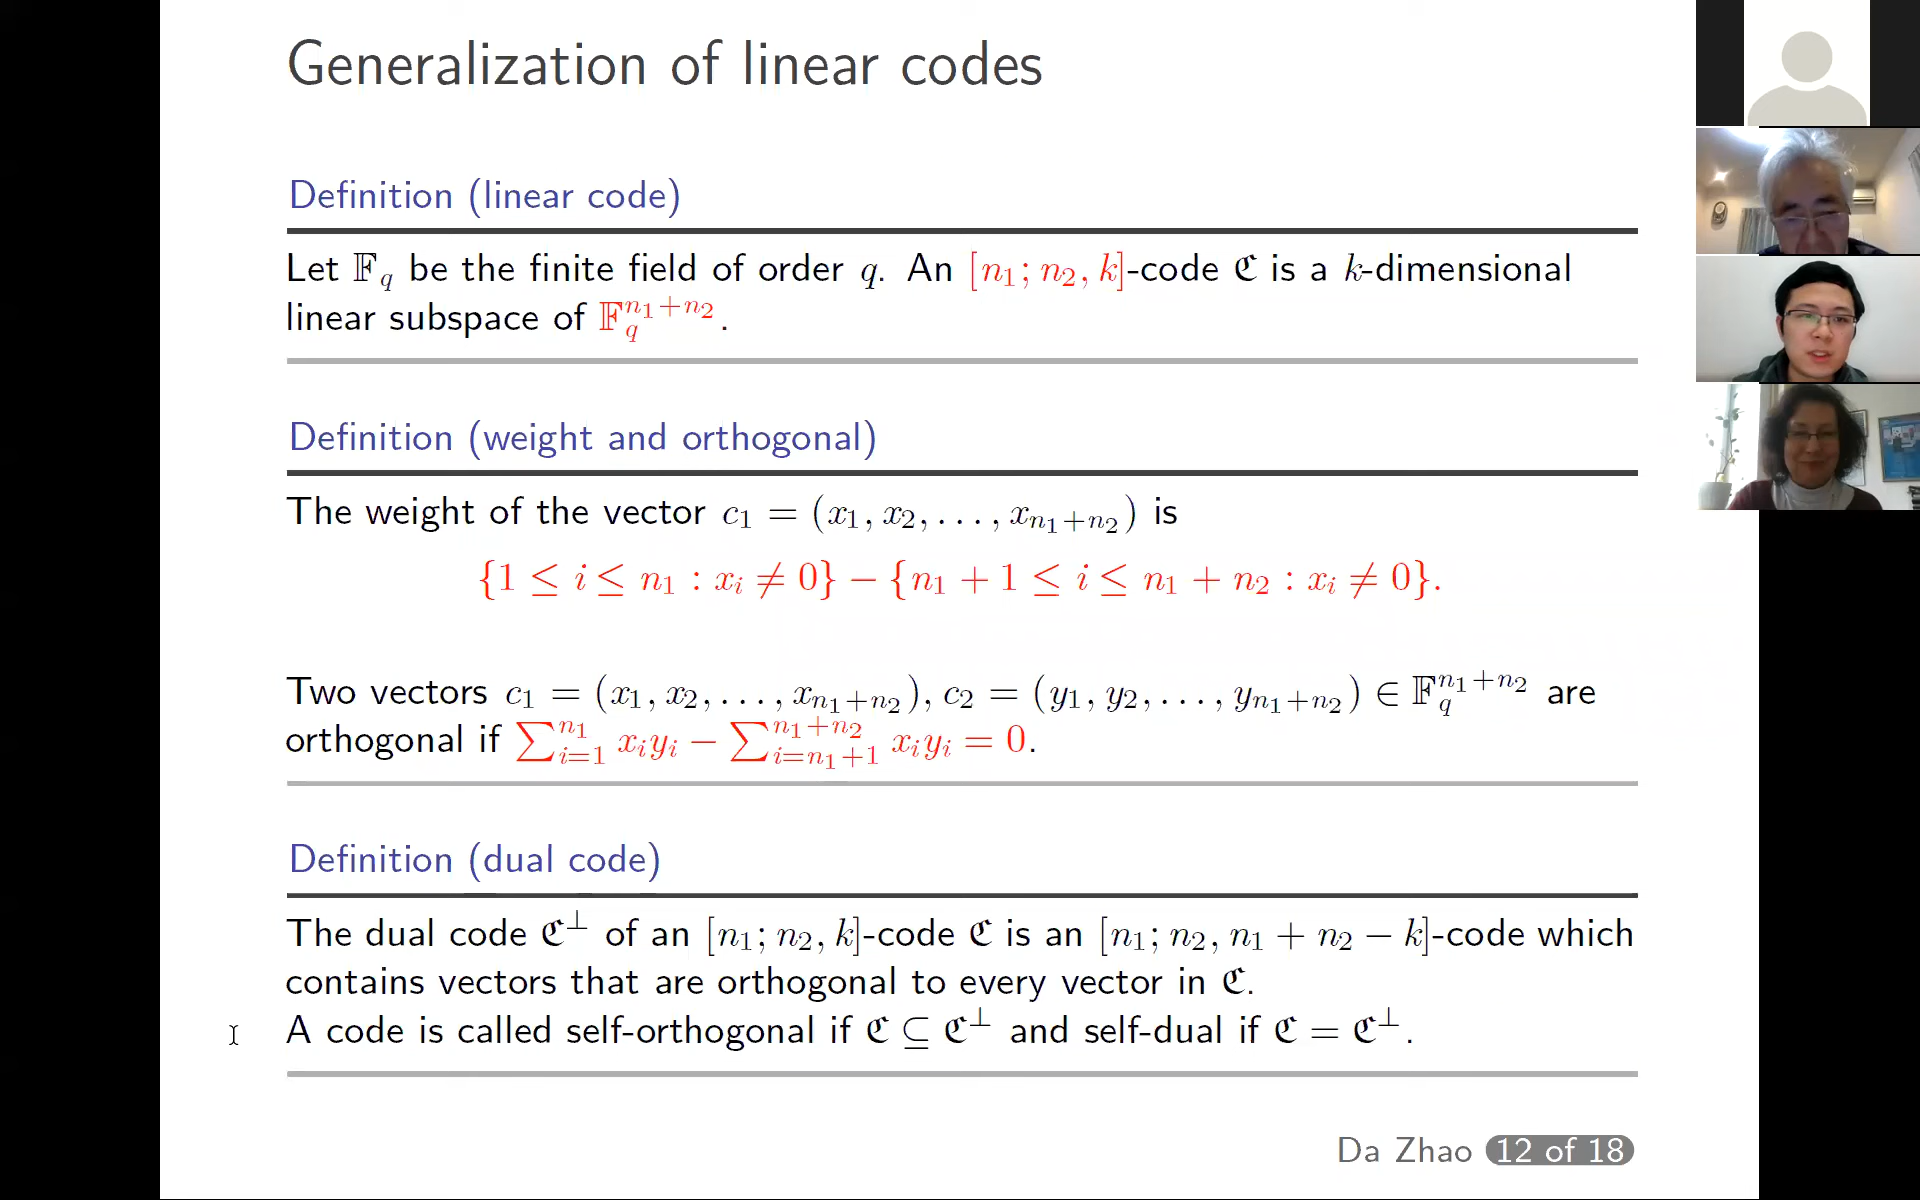 Generalization of linear codes
Definition (linear code)
Let 𝔽_q be the finite field of order q. An [n₁; n₂, k]-code ℭ is a k-dimensional
linear subspace of 𝔽_q^{n₁+n₂}.
Definition (weight and orthogonal)
The weight of the vector c₁ = (x₁, x₂, . . . , x_{n₁+n₂}) is
{1 ≤ i ≤ n₁ : xᵢ ≠ 0} − {n₁ + 1 ≤ i ≤ n₁ + n₂ : xᵢ ≠ 0}.
Two vectors c₁ = (x₁, x₂, . . . , x_{n₁+n₂}), c₂ = (y₁, y₂, . . . , y_{n₁+n₂}) ∈ 𝔽_q^{n₁+n₂} are
orthogonal if ∑_{i=1}^{n₁} xᵢyᵢ − ∑_{i=n₁+1}^{n₁+n₂} xᵢyᵢ = 0.
Definition (dual code)
The dual code ℭ^⊥ of an [n₁; n₂, k]-code ℭ is an [n₁; n₂, n₁ + n₂ − k]-code which
contains vectors that are orthogonal to every vector in ℭ.
A code is called self-orthogonal if ℭ ⊆ ℭ^⊥ and self-dual if ℭ = ℭ^⊥.
Da Zhao 12 of 18